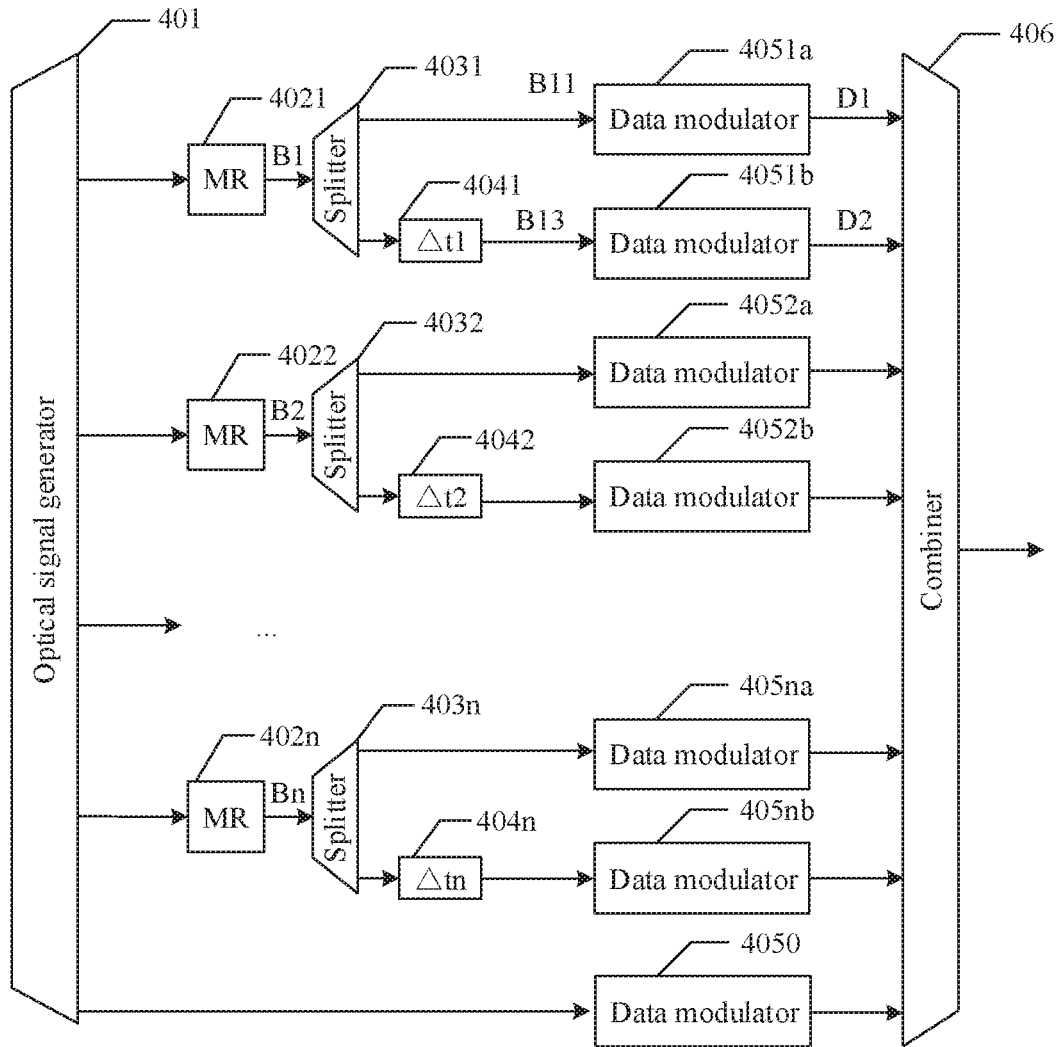 401
Optical signal generator
4021
MR
B1
4031
Splitter
4041
△t1
B11
B13
4051a
Data modulator
D1
4051b
Data modulator
D2
406
Combiner
4022
MR
B2
4032
Splitter
4042
△t2
4052a
Data modulator
4052b
Data modulator
...
402n
MR
Bn
403n
Splitter
404n
△tn
405na
Data modulator
405nb
Data modulator
4050
Data modulator